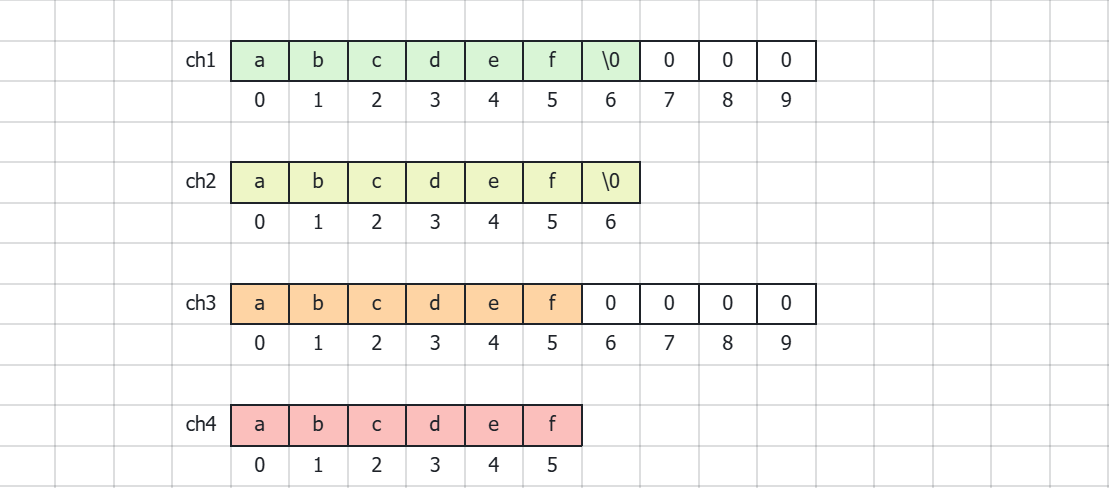 ch1 a b c d e f \0 0 0 0
0 1 2 3 4 5 6 7 8 9
ch2 a b c d e f \0
0 1 2 3 4 5 6
ch3 a b c d e f 0 0 0 0
0 1 2 3 4 5 6 7 8 9
ch4 a b c d e f
0 1 2 3 4 5